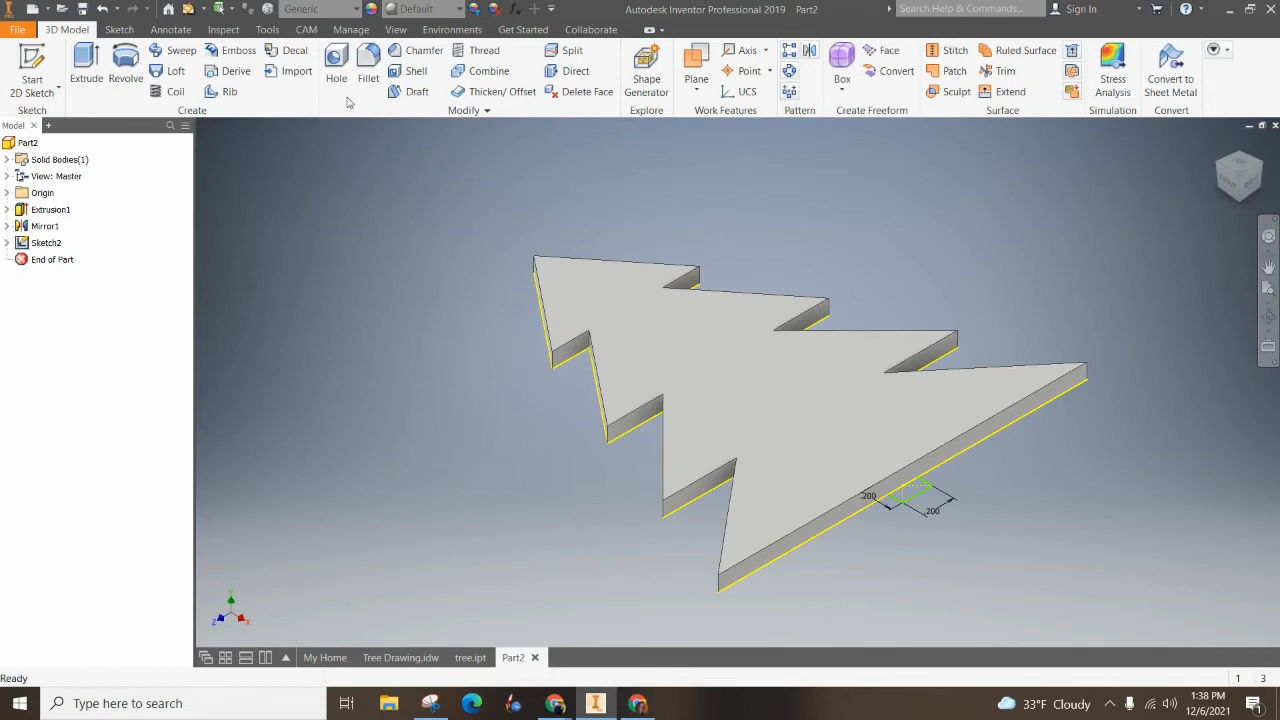 Generic
Default
Autodesk Inventor Professional 2019 Part2
Search Help & Commands...
Sign In
File
3D Model
Sketch
Annotate
Inspect
Tools
CAM
Manage
View
Environments
Get Started
Collaborate
Start
2D Sketch
Extrude
Revolve
Sweep
Loft
Coil
Emboss
Derive
Rib
Decal
Import
Hole
Fillet
Chamfer
Shell
Draft
Thread
Combine
Thicken/ Offset
Split
Direct
Delete Face
Shape
Generator
Plane
Axis
Point
UCS
Box
Face
Convert
Stitch
Patch
Sculpt
Ruled Surface
Trim
Extend
Stress
Analysis
Convert to
Sheet Metal
Sketch
Create
Modify
Explore
Work Features
Pattern
Create Freeform
Surface
Simulation
Convert
Model
Part2
Solid Bodies(1)
View: Master
Origin
Extrusion1
Mirror1
Sketch2
End of Part
TOP
FRONT
RIGHT
.200
.200
Y
Z
X
My Home
Tree Drawing.idw
tree.ipt
Part2
Ready
1
3
Type here to search
33°F Cloudy
1:38 PM
12/6/2021